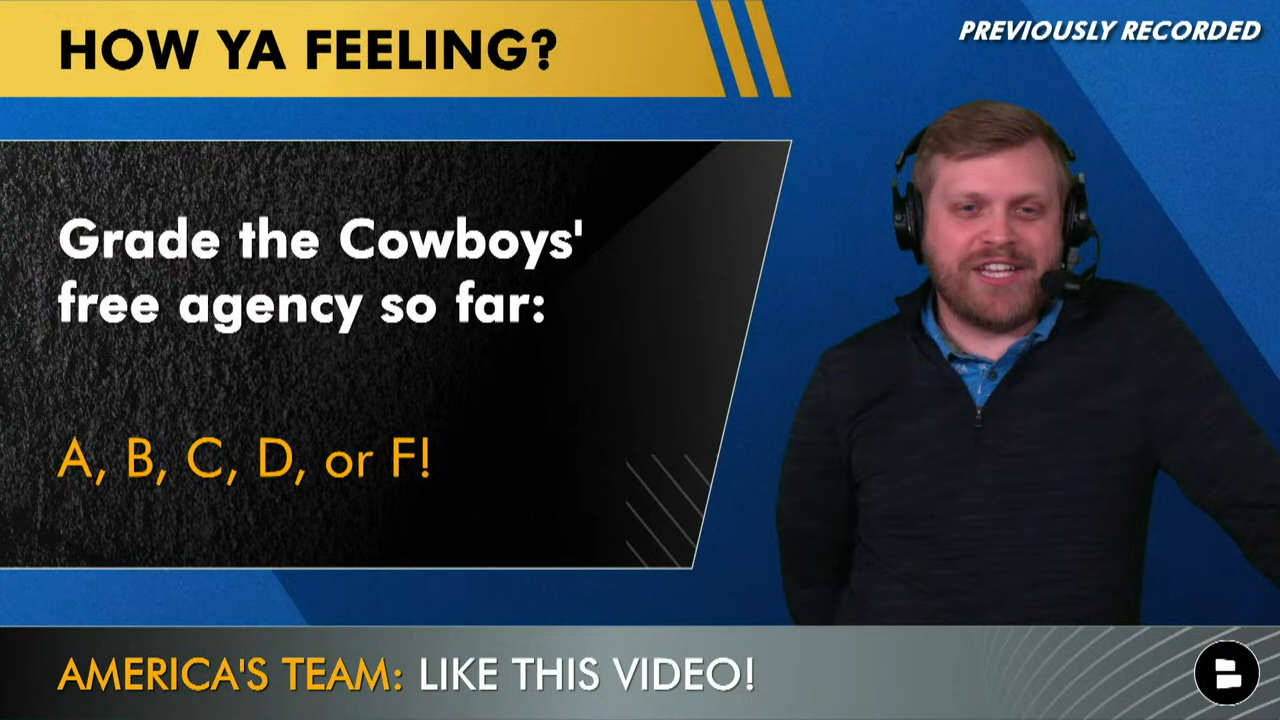 HOW YA FEELING?
PREVIOUSLY RECORDED
Grade the Cowboys'
free agency so far:
A, B, C, D, or F!
AMERICA'S TEAM: LIKE THIS VIDEO!